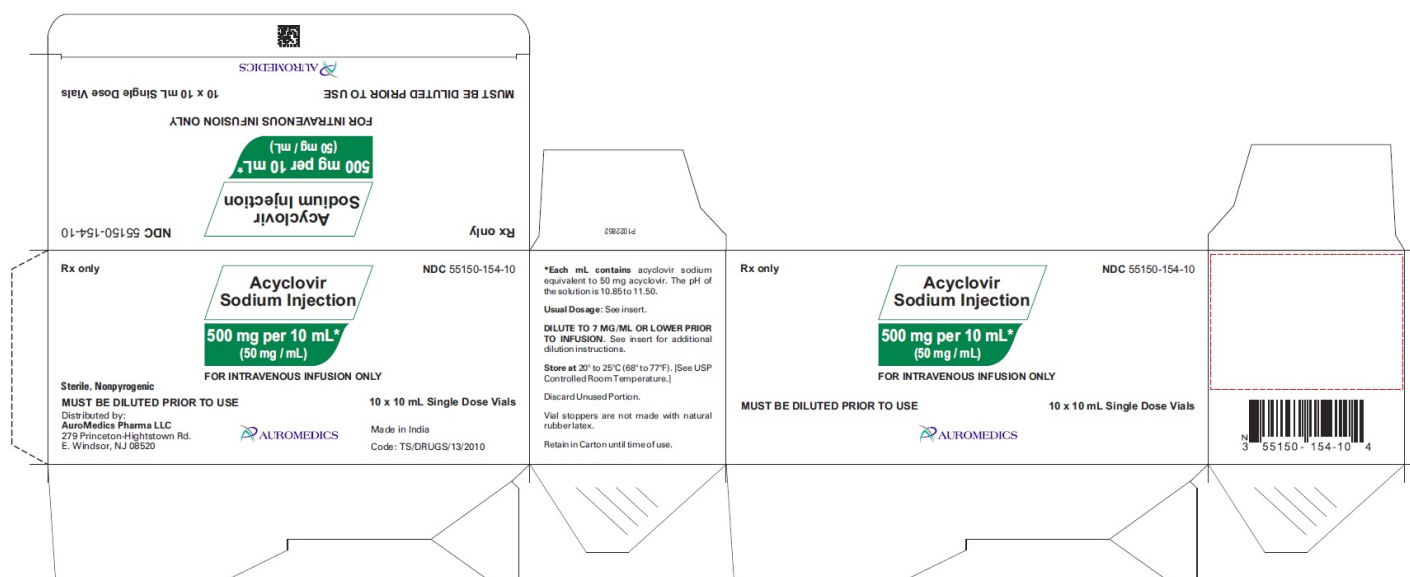 AUROMEDICS
MUST BE DILUTED PRIOR TO USE
10 x 10 mL Single Dose Vials
FOR INTRAVENOUS INFUSION ONLY
500 mg per 10 mL*
(50 mg / mL)
Acyclovir
Sodium Injection
Rx only
NDC 55150-154-10
P1022852
Rx only
NDC 55150-154-10
Acyclovir
Sodium Injection
500 mg per 10 mL*
(50 mg / mL)
FOR INTRAVENOUS INFUSION ONLY
Sterile, Nonpyrogenic
MUST BE DILUTED PRIOR TO USE
10 x 10 mL Single Dose Vials
Distributed by:
AuroMedics Pharma LLC
279 Princeton-Hightstown Rd.
E. Windsor, NJ 08520
AUROMEDICS
Made in India
Code: TS/DRUGS/13/2010
*Each mL contains acyclovir sodium
equivalent to 50 mg acyclovir. The pH of
the solution is 10.85 to 11.50.
Usual Dosage: See insert.
DILUTE TO 7 MG/ML OR LOWER PRIOR
TO INFUSION. See insert for additional
dilution instructions.
Store at 20° to 25°C (68° to 77°F). [See USP
Controlled Room Temperature.]
Discard Unused Portion.
Vial stoppers are not made with natural
rubber latex.
Retain in Carton until time of use.
Rx only
NDC 55150-154-10
Acyclovir
Sodium Injection
500 mg per 10 mL*
(50 mg / mL)
FOR INTRAVENOUS INFUSION ONLY
MUST BE DILUTED PRIOR TO USE
10 x 10 mL Single Dose Vials
AUROMEDICS
N
3 55150-154-10 4